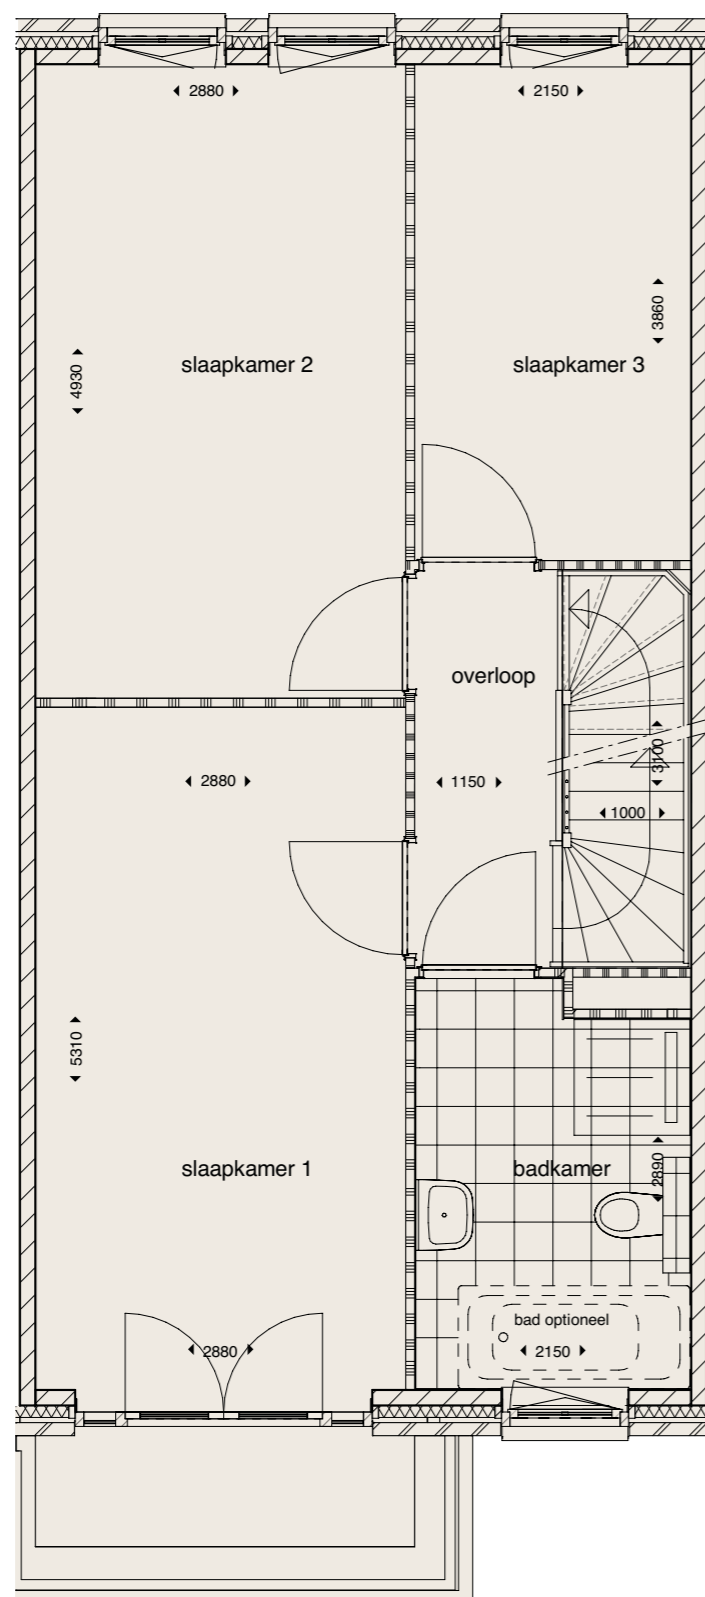 2880
2150
3860
4930
slaapkamer 2
slaapkamer 3
overloop
3100
2880
1150
1000
5310
slaapkamer 1
badkamer
2890
bad optioneel
2880
2150